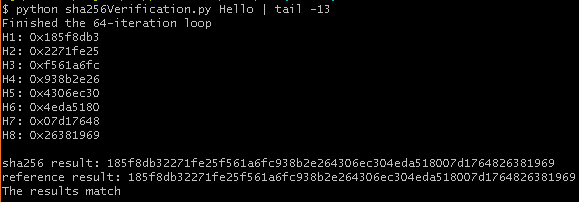 $ python sha256Verification.py Hello | tail -13
Finished the 64-iteration loop
H1: 0x185f8db3
H2: 0x2271fe25
H3: 0xf561a6fc
H4: 0x938b2e26
H5: 0x4306ec30
H6: 0x4eda5180
H7: 0x07d17648
H8: 0x26381969
sha256 result: 185f8db32271fe25f561a6fc938b2e264306ec304eda518007d1764826381969
reference result: 185f8db32271fe25f561a6fc938b2e264306ec304eda518007d1764826381969
The results match